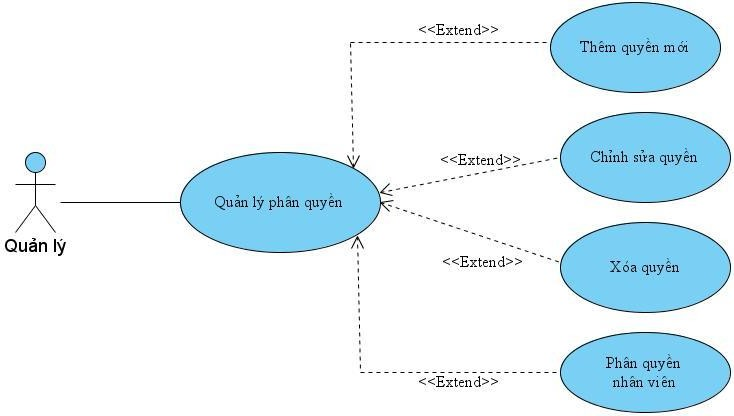 <<Extend>>
Thêm quyền mới
<<Extend>>
Chỉnh sửa quyền
Quản lý phân quyền
Quản lý
<<Extend>>
Xóa quyền
<<Extend>>
Phân quyền
nhân viên